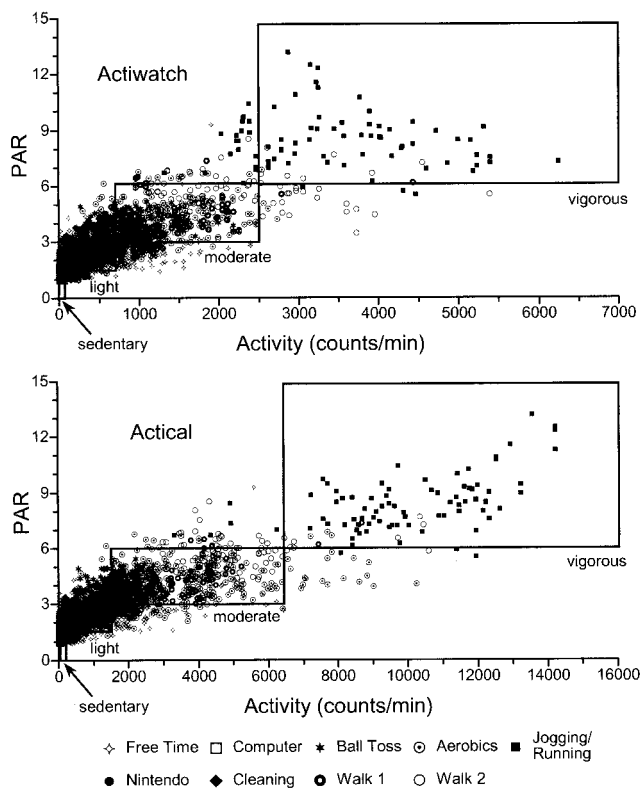 15
Actiwatch
12
PAR
9
6
vigorous
3
moderate
light
0
0 1000 2000 3000 4000 5000 6000 7000
sedentary
Activity (counts/min)
15
Actical
12
PAR
9
6
vigorous
3
moderate
light
0
0 2000 4000 6000 8000 10000 12000 14000 16000
sedentary
Activity (counts/min)
Free Time Computer Ball Toss Aerobics Jogging/
Running
Nintendo Cleaning Walk 1 Walk 2